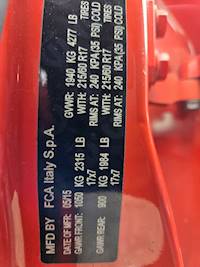 MFD BY FCA Italy S.p.A.
DATE OF MFR: 05/15 GVWR: 1940 KG 4277 LB
GAWR FRONT: 1050 KG 2315 LB WITH: 215/60 R17 TIRES
17x7 RIMS AT: 240 KPA(35 PSI) COLD
GAWR REAR: 900 KG 1984 LB WITH: 215/60 R17 TIRES
17x7 RIMS AT: 240 KPA(35 PSI) COLD